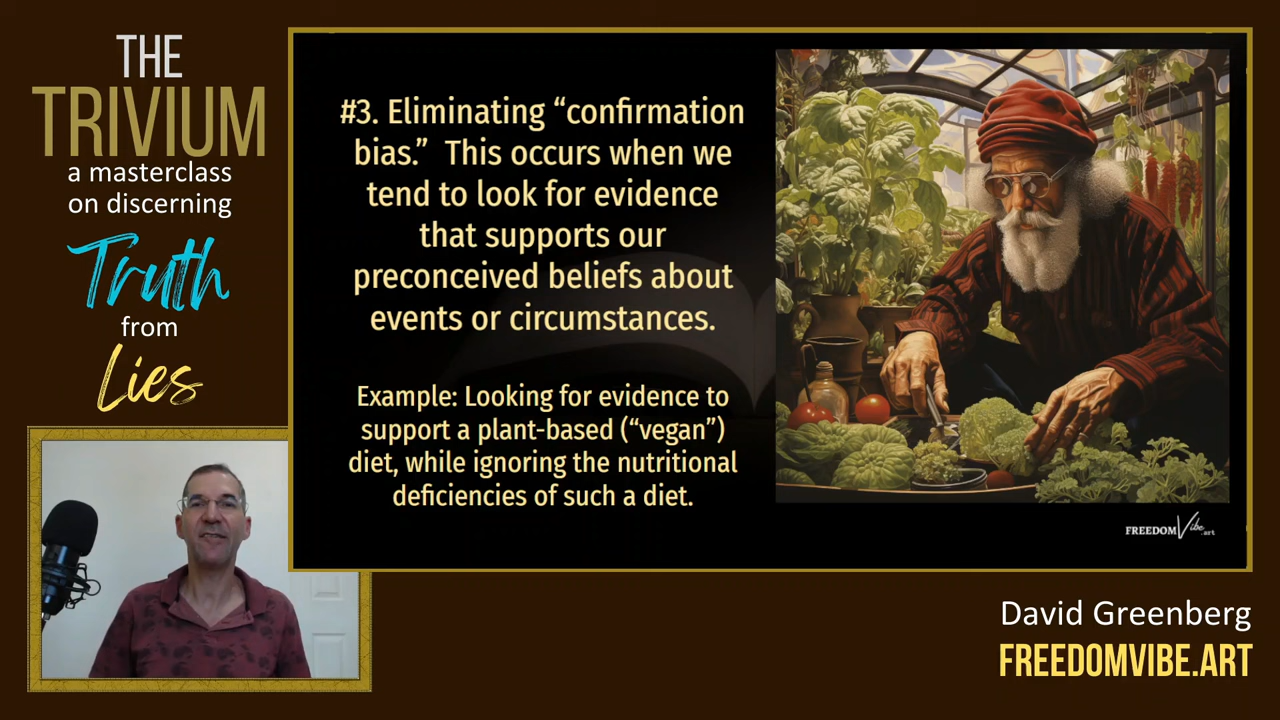 THE
TRIVIUM
a masterclass
on discerning
Truth
from
Lies
#3. Eliminating “confirmation
bias.”  This occurs when we
tend to look for evidence
that supports our
preconceived beliefs about
events or circumstances.
Example: Looking for evidence to
support a plant-based (“vegan”)
diet, while ignoring the nutritional
deficiencies of such a diet.
FREEDOMVibe.art
David Greenberg
FREEDOMVIBE.ART